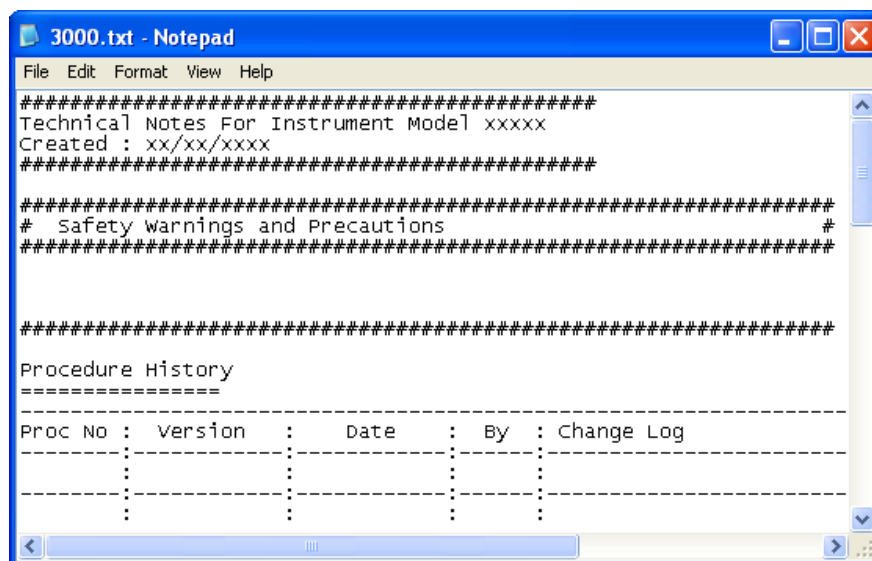 3000.txt - Notepad
File Edit Format View Help
##############################################
Technical Notes For Instrument Model xxxxx
Created : xx/xx/xxxx
##############################################
#################################################################
#  Safety Warnings and Precautions                              #
#################################################################
#################################################################
Procedure History
================
------------------------------------------------------------------
Proc No :  Version   :    Date    :  By  : Change Log
--------:------------:------------:------:------------------------
        :            :            :      :
--------:------------:------------:------:------------------------
        :            :            :      :